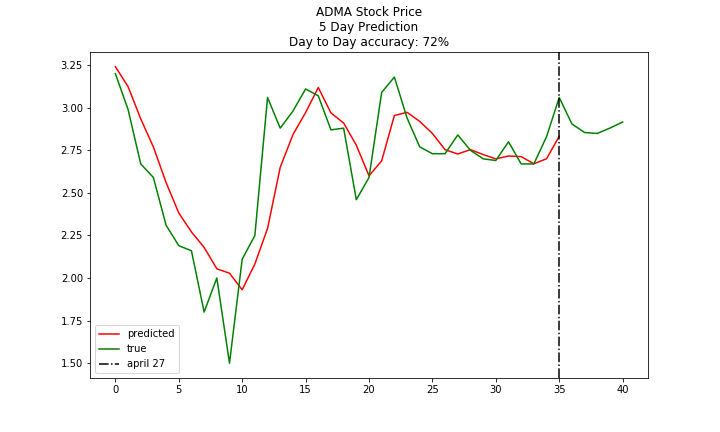 ADMA Stock Price
5 Day Prediction
Day to Day accuracy: 72%
3.25
3.00
2.75
2.50
2.25
2.00
1.75
1.50
predicted
true
april 27
0 5 10 15 20 25 30 35 40